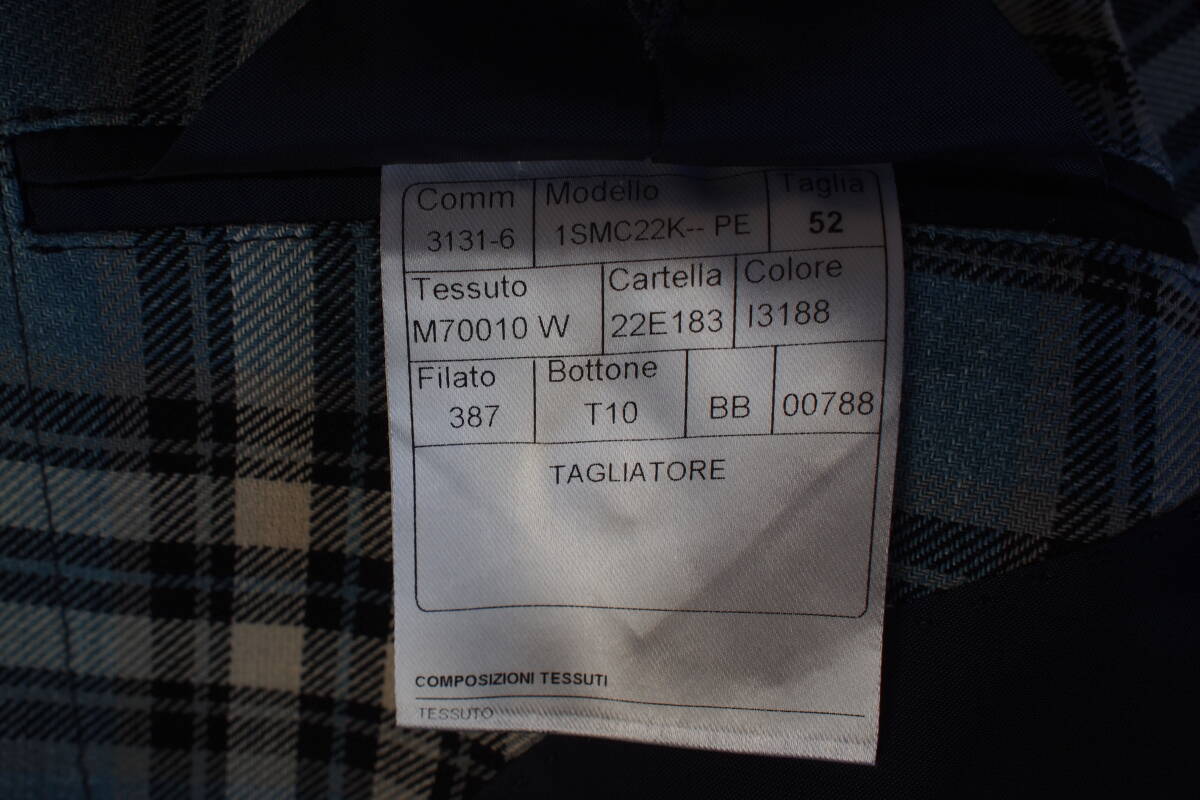 Comm Modello Taglia
3131-6 1SMC22K-- PE 52
Tessuto Cartella Colore
M70010 W 22E183 I3188
Filato Bottone
387 T10 BB 00788
TAGLIATORE
COMPOSIZIONI TESSUTI
TESSUTO